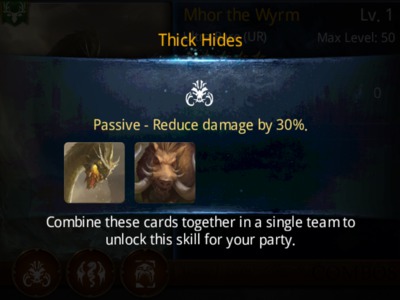 Mhor the Wyrm
Lv. 1
Thick Hides
(UR)
Max Level: 50
0
Passive - Reduce damage by 30%.
Combine these cards together in a single team to
unlock this skill for your party.